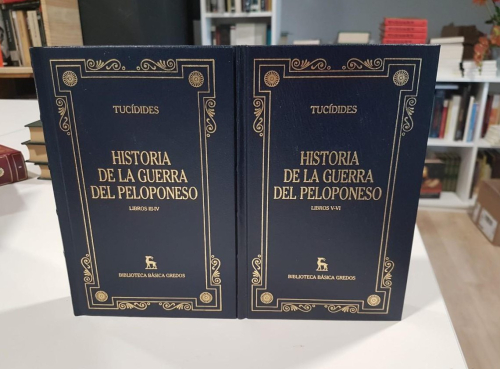 TUCÍDIDES
HISTORIA
DE LA GUERRA
DEL PELOPONESO
LIBROS III-IV
BIBLIOTECA BÁSICA GREDOS
TUCÍDIDES
HISTORIA
DE LA GUERRA
DEL PELOPONESO
LIBROS V-VI
BIBLIOTECA BÁSICA GREDOS